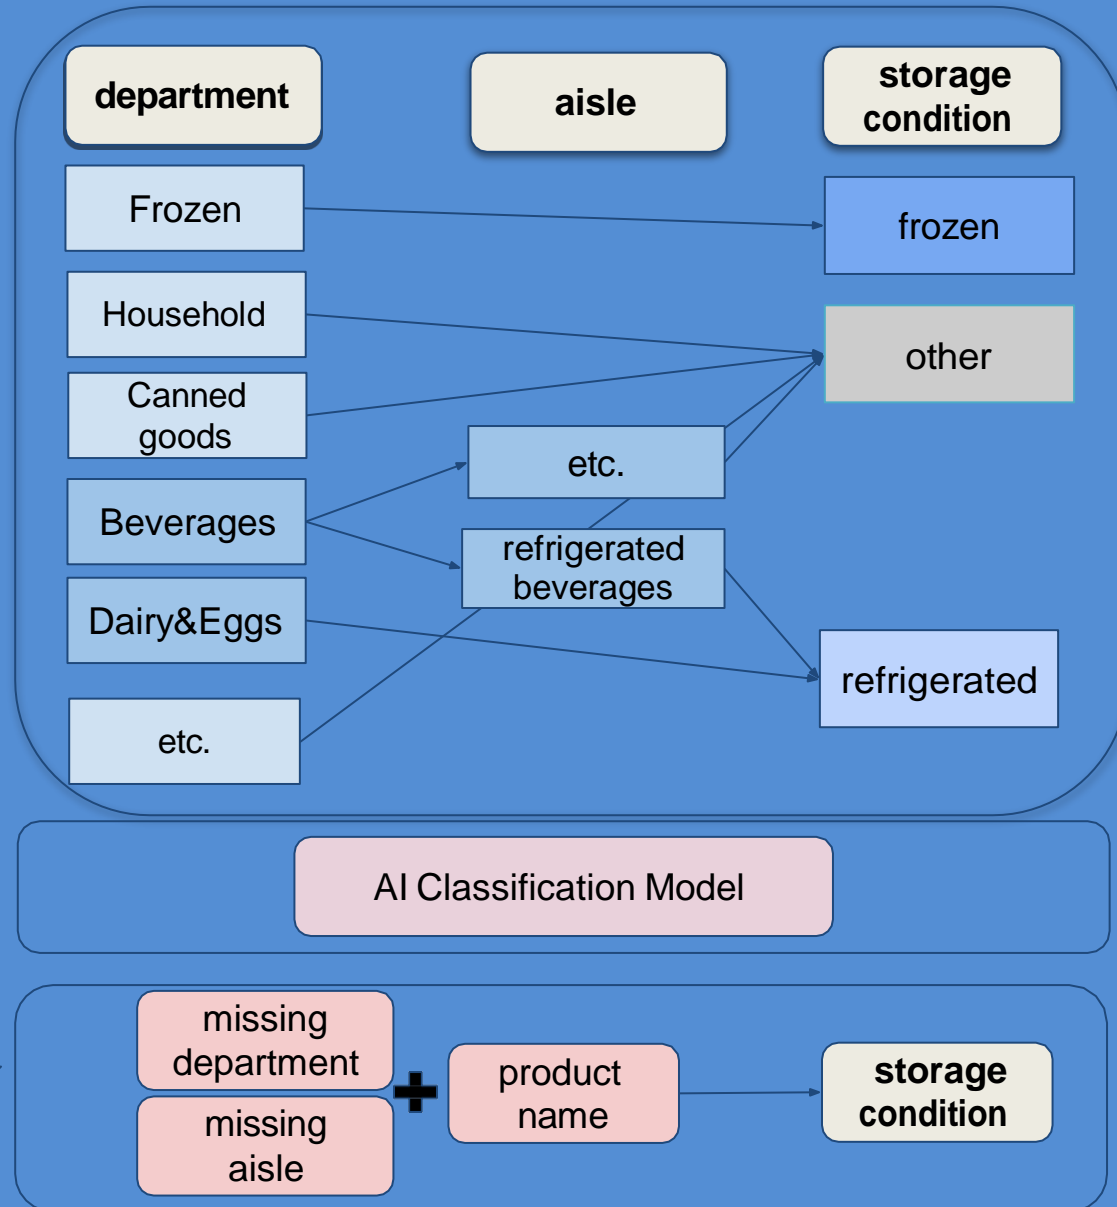 department
aisle
storage
condition
Frozen
frozen
Household
other
Canned
goods
etc.
Beverages
refrigerated
beverages
Dairy&Eggs
refrigerated
etc.
AI Classification Model
missing
department
missing
aisle
product
name
storage
condition